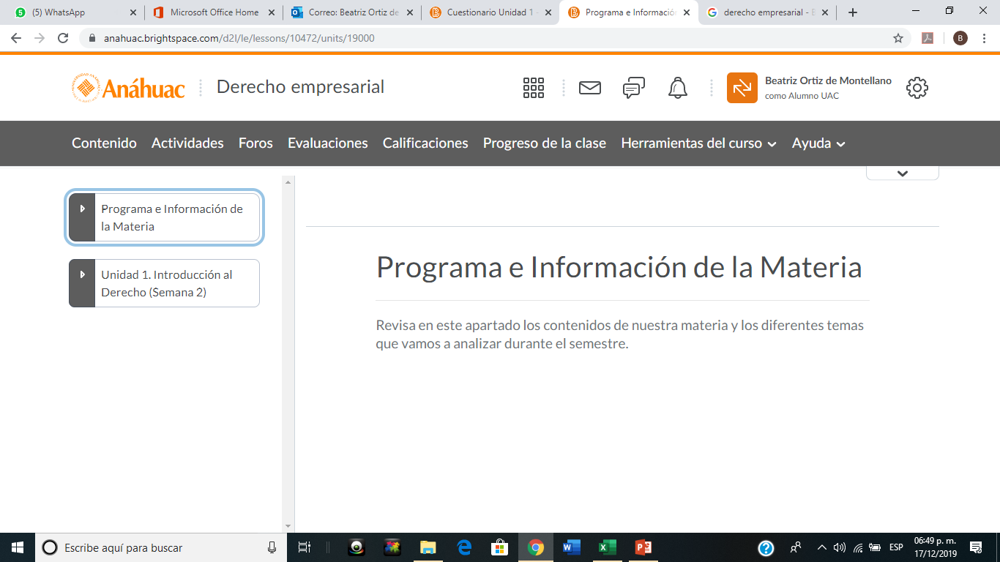 (5) WhatsApp
Microsoft Office Home
Correo: Beatriz Ortiz de
Cuestionario Unidad 1 -
Programa e Informació
derecho empresarial -
anahuac.brightspace.com/d2l/le/lessons/10472/units/19000
B
Anáhuac
Derecho empresarial
Beatriz Ortiz de Montellano
como Alumno UAC
Contenido Actividades Foros Evaluaciones Calificaciones Progreso de la clase Herramientas del curso Ayuda
Programa e Información de
la Materia
Unidad 1. Introducción al
Derecho (Semana 2)
Programa e Información de la Materia
Revisa en este apartado los contenidos de nuestra materia y los diferentes temas
que vamos a analizar durante el semestre.
Escribe aquí para buscar
ESP
06:49 p. m.
17/12/2019